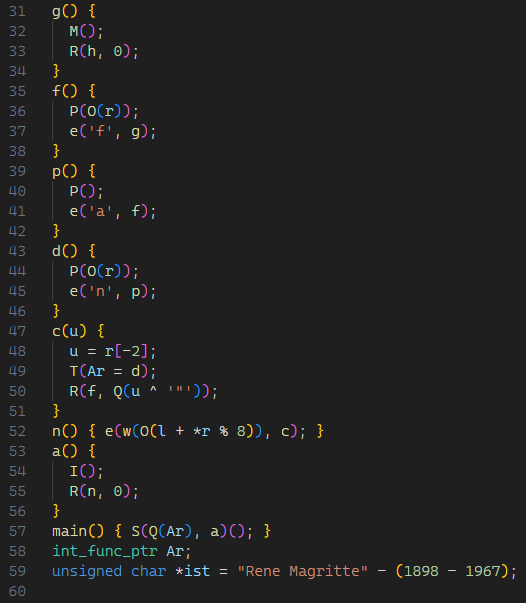 31 g() {
32 M();
33 R(h, 0);
34 }
35 f() {
36 P(O(r));
37 e('f', g);
38 }
39 p() {
40 P();
41 e('a', f);
42 }
43 d() {
44 P(O(r));
45 e('n', p);
46 }
47 c(u) {
48 u = r[-2];
49 T(Ar = d);
50 R(f, Q(u ^ '"'));
51 }
52 n() { e(w(O(l + *r % 8)), c); }
53 a() {
54 I();
55 R(n, 0);
56 }
57 main() { S(Q(Ar), a)(); }
58 int_func_ptr Ar;
59 unsigned char *ist = "Rene Magritte" - (1898 - 1967);
60